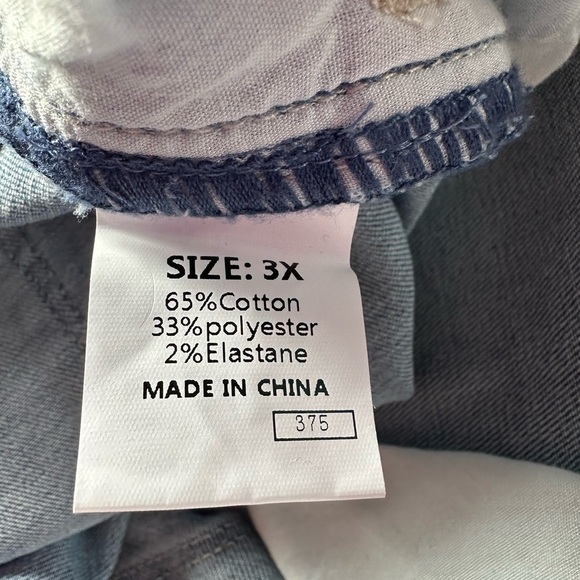 SIZE: 3X
65%Cotton
33%polyester
2%Elastane
MADE IN CHINA
375